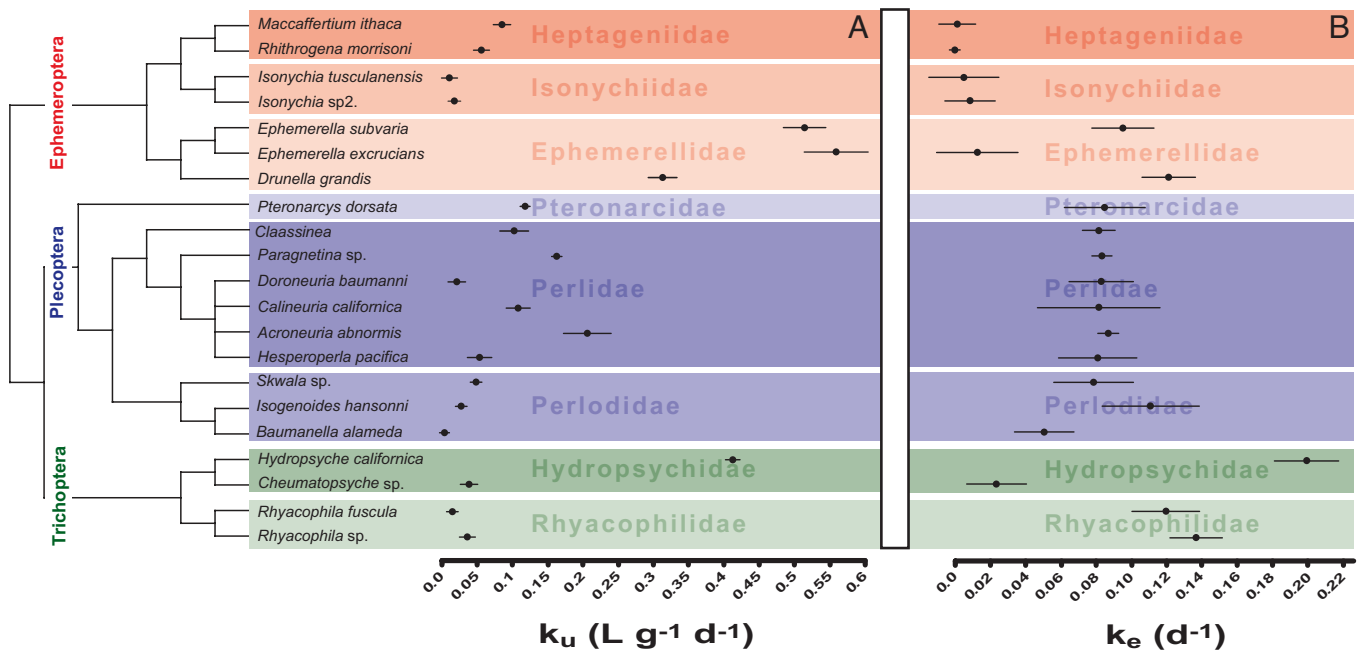 Ephemeroptera
Plecoptera
Trichoptera
Maccaffertium ithaca
Rhithrogena morrisoni
Isonychia tusculanensis
Isonychia sp2.
Ephemerella subvaria
Ephemerella excrucians
Drunella grandis
Pteronarcys dorsata
Claassinea
Paragnetina sp.
Doroneuria baumanni
Calineuria californica
Acroneuria abnormis
Hesperoperla pacifica
Skwala sp.
Isogenoides hansonni
Baumanella alameda
Hydropsyche californica
Cheumatopsyche sp.
Rhyacophila fuscula
Rhyacophila sp.
A
Heptageniidae
Isonychiidae
Ephemerellidae
Pteronarcidae
Perlidae
Perlodidae
Hydropsychidae
Rhyacophilidae
0.0 0.05 0.1 0.15 0.2 0.25 0.3 0.35 0.4 0.45 0.5 0.55 0.6
ku (L g-1 d-1)
B
Heptageniidae
Isonychiidae
Ephemerellidae
Pteronarcidae
Perlidae
Perlodidae
Hydropsychidae
Rhyacophilidae
0.0 0.02 0.04 0.06 0.08 0.10 0.12 0.14 0.16 0.18 0.20 0.22
ke (d-1)